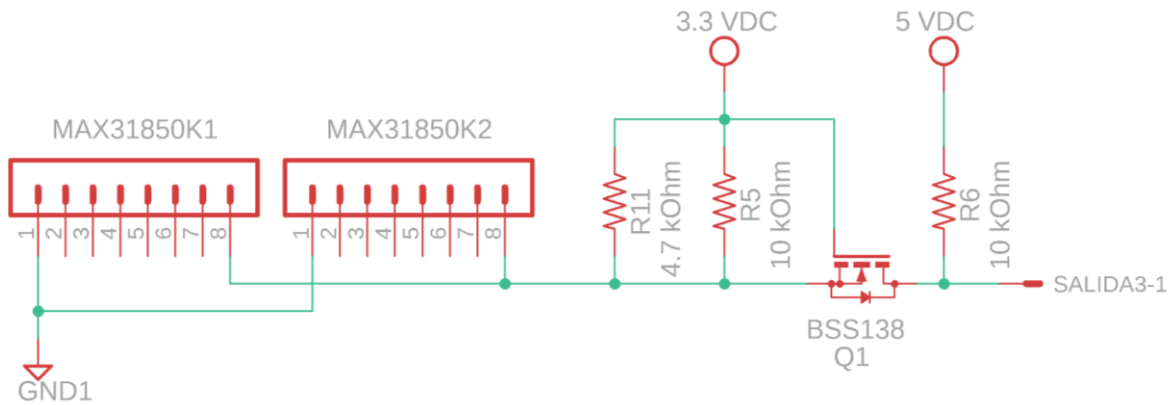 3.3 VDC
5 VDC
MAX31850K1
MAX31850K2
1 2 3 4 5 6 7 8
1 2 3 4 5 6 7 8
R11
4.7 kOhm
R5
10 kOhm
R6
10 kOhm
SALIDA3-1
BSS138
Q1
GND1